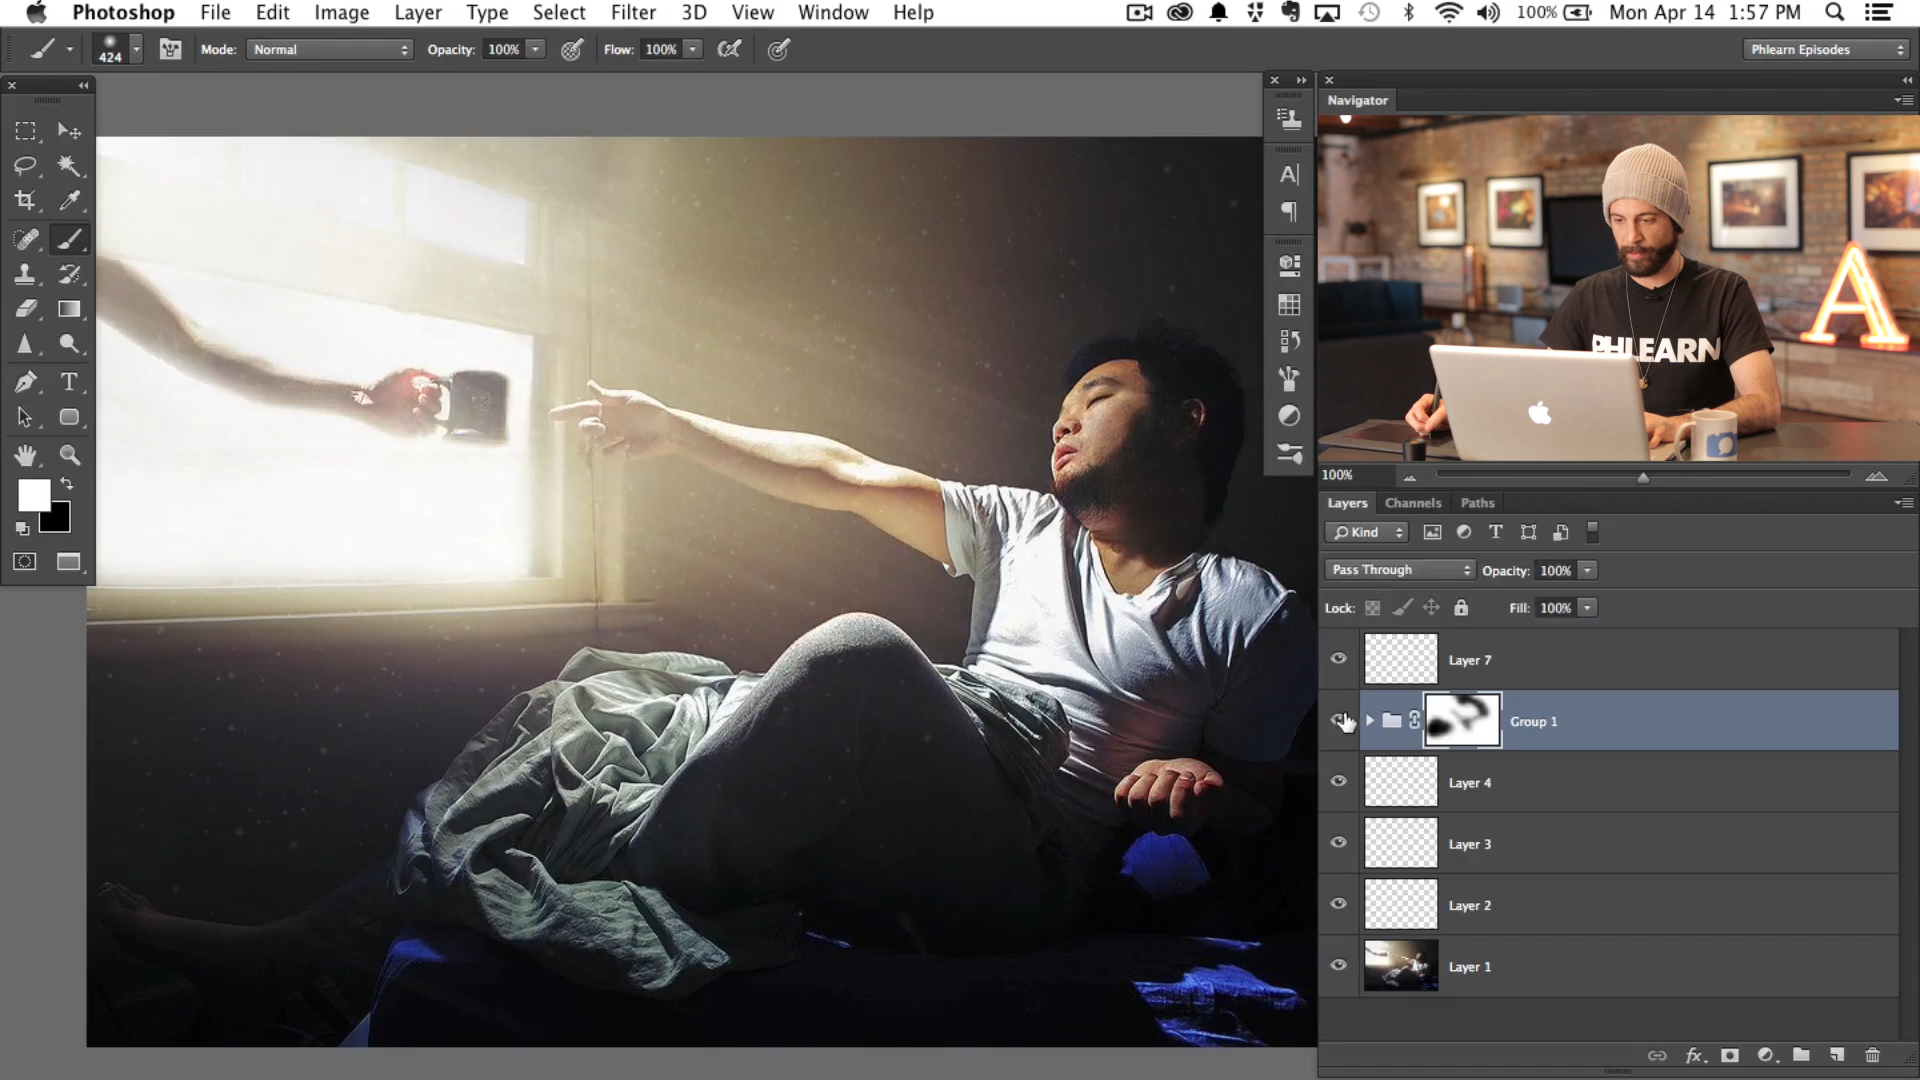 Photoshop File Edit Image Layer Type Select Filter 3D View Window Help 100% Mon Apr 14 1:57 PM
424 Mode: Normal Opacity: 100% Flow: 100% Phlearn Episodes
Navigator
A
PHLEARN
100%
Layers Channels Paths
Kind
Pass Through Opacity: 100%
Lock: Fill: 100%
Layer 7
Group 1
Layer 4
Layer 3
Layer 2
Layer 1